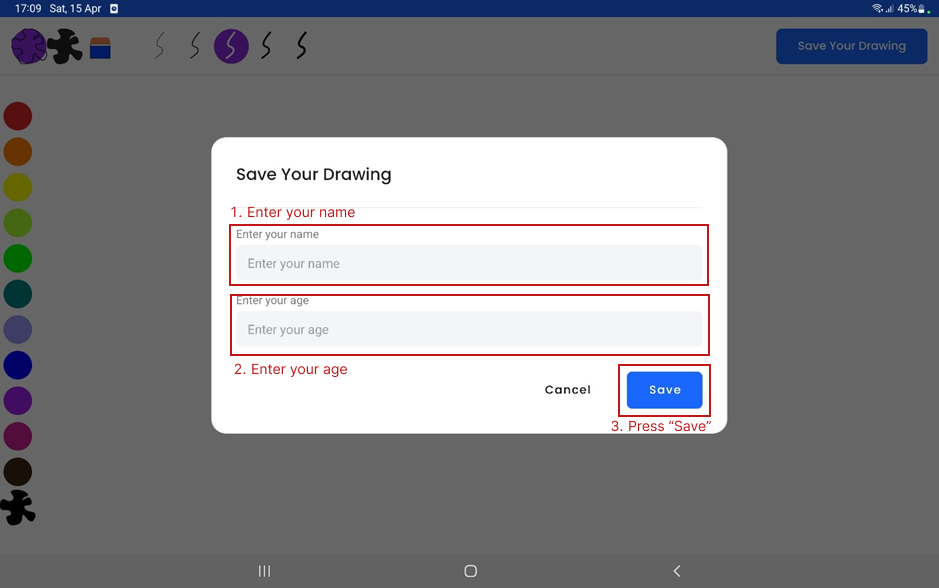 17:09 Sat, 15 Apr
45%
Save Your Drawing
Save Your Drawing
1. Enter your name
Enter your name
Enter your name
Enter your age
Enter your age
2. Enter your age
Cancel
Save
3. Press “Save”